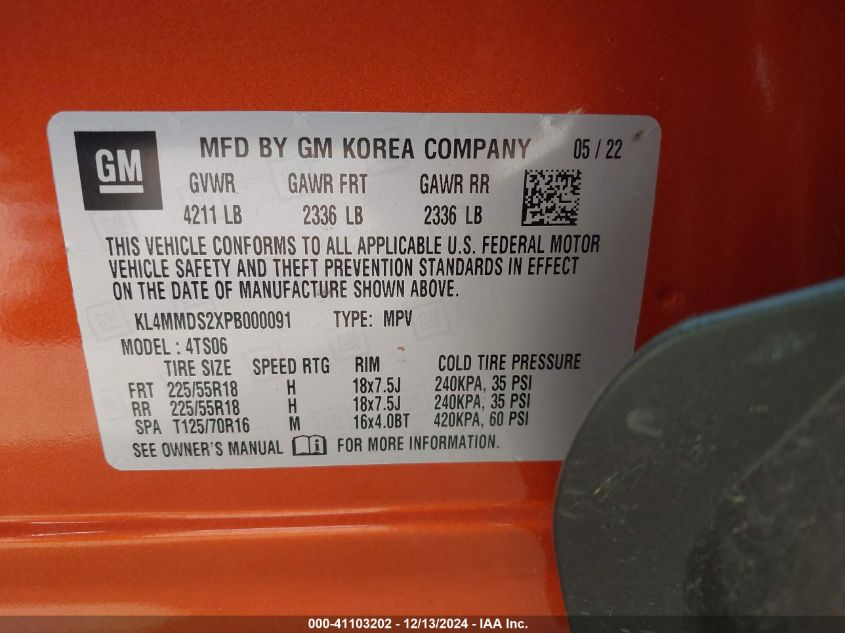 GM
MFD BY GM KOREA COMPANY 05 / 22
GVWR GAWR FRT GAWR RR
4211 LB 2336 LB 2336 LB
THIS VEHICLE CONFORMS TO ALL APPLICABLE U.S. FEDERAL MOTOR
VEHICLE SAFETY AND THEFT PREVENTION STANDARDS IN EFFECT
ON THE DATE OF MANUFACTURE SHOWN ABOVE.
KL4MMDS2XPB000091 TYPE: MPV
MODEL : 4TS06
TIRE SIZE SPEED RTG RIM COLD TIRE PRESSURE
FRT 225/55R18 H 18x7.5J 240KPA, 35 PSI
RR 225/55R18 H 18x7.5J 240KPA, 35 PSI
SPA T125/70R16 M 16x4.0BT 420KPA, 60 PSI
SEE OWNER'S MANUAL FOR MORE INFORMATION.
000-41103202 - 12/13/2024 - IAA Inc.